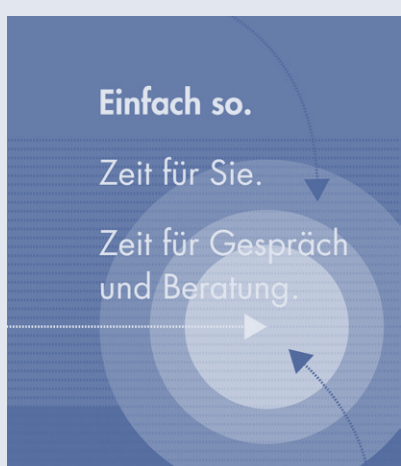 Einfach so.
Zeit für Sie.
Zeit für Gespräch
und Beratung.